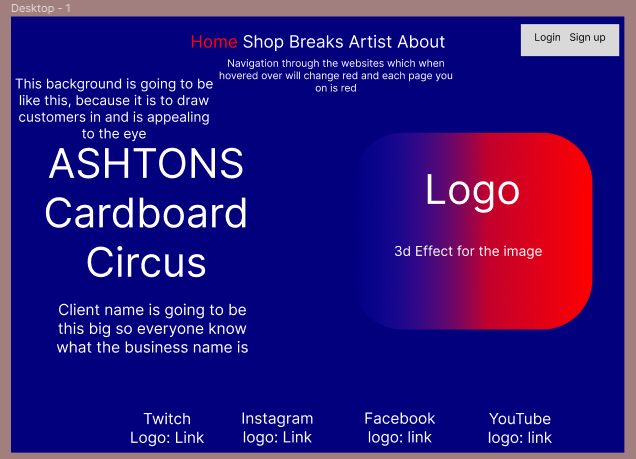 Desktop - 1
Home Shop Breaks Artist About
Login Sign up
Navigation through the websites which when
hovered over will change red and each page you
on is red
This background is going to be
like this, because it is to draw
customers in and is appealing
to the eye
ASHTONS
Cardboard
Circus
Logo
3d Effect for the image
Client name is going to be
this big so everyone know
what the business name is
Twitch
Logo: Link
Instagram
logo: Link
Facebook
logo: link
YouTube
logo: link